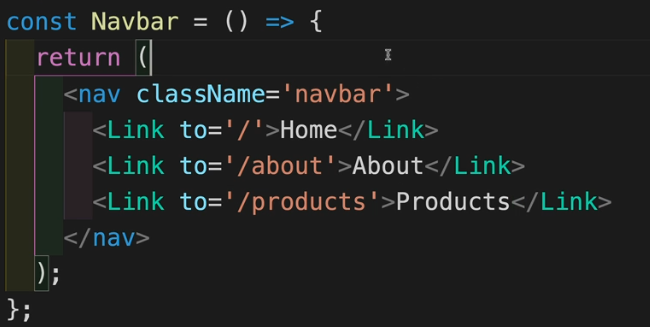 const Navbar = () => {
  return (
    <nav className='navbar'>
      <Link to='/'>Home</Link>
      <Link to='/about'>About</Link>
      <Link to='/products'>Products</Link>
    </nav>
  );
};